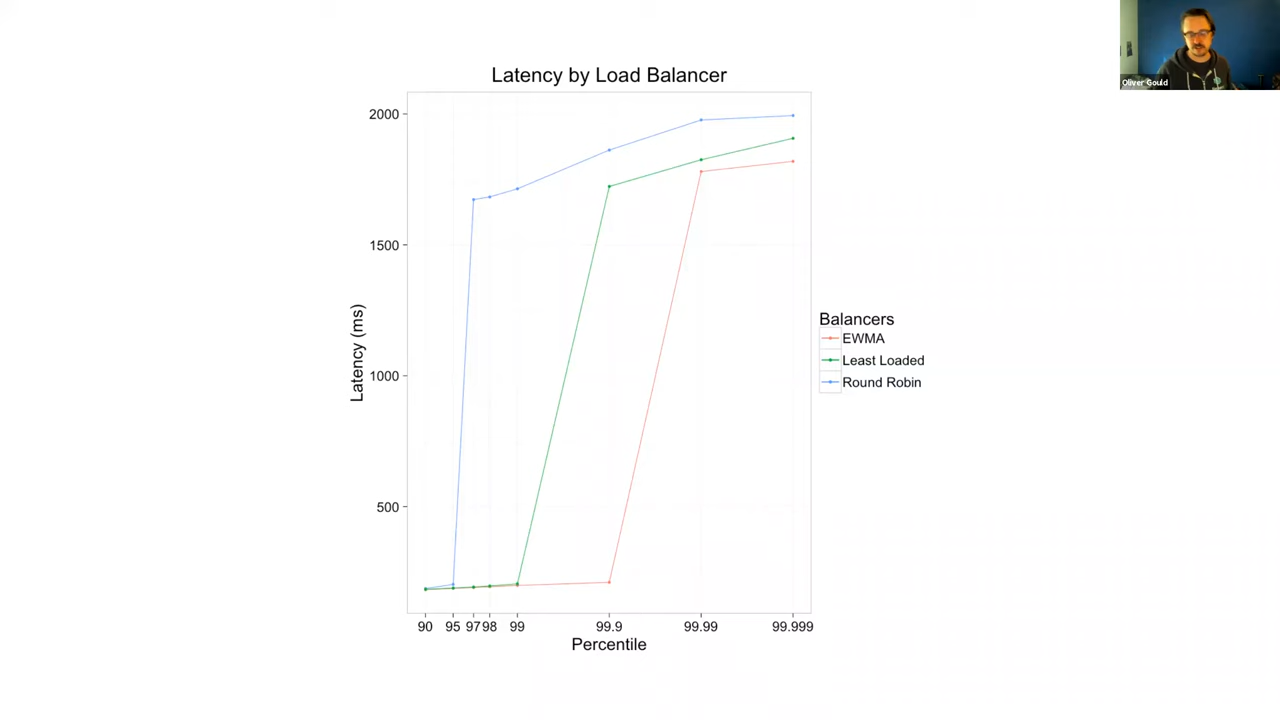 Oliver Gould
Latency by Load Balancer
2000
1500
1000
500
Latency (ms)
90 95 97 98 99 99.9 99.99 99.999
Percentile
Balancers
EWMA
Least Loaded
Round Robin